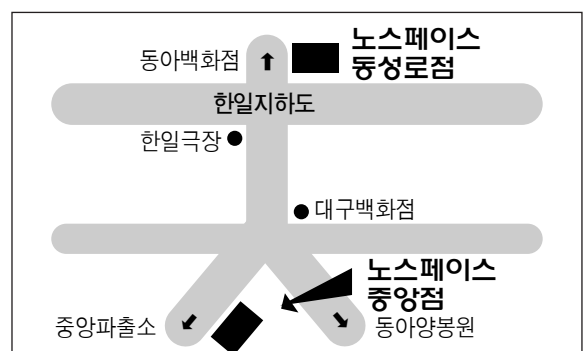 노스페이스
동성로점
동아백화점
한일지하도
한일극장
대구백화점
노스페이스
중앙점
중앙파출소
동아양봉원